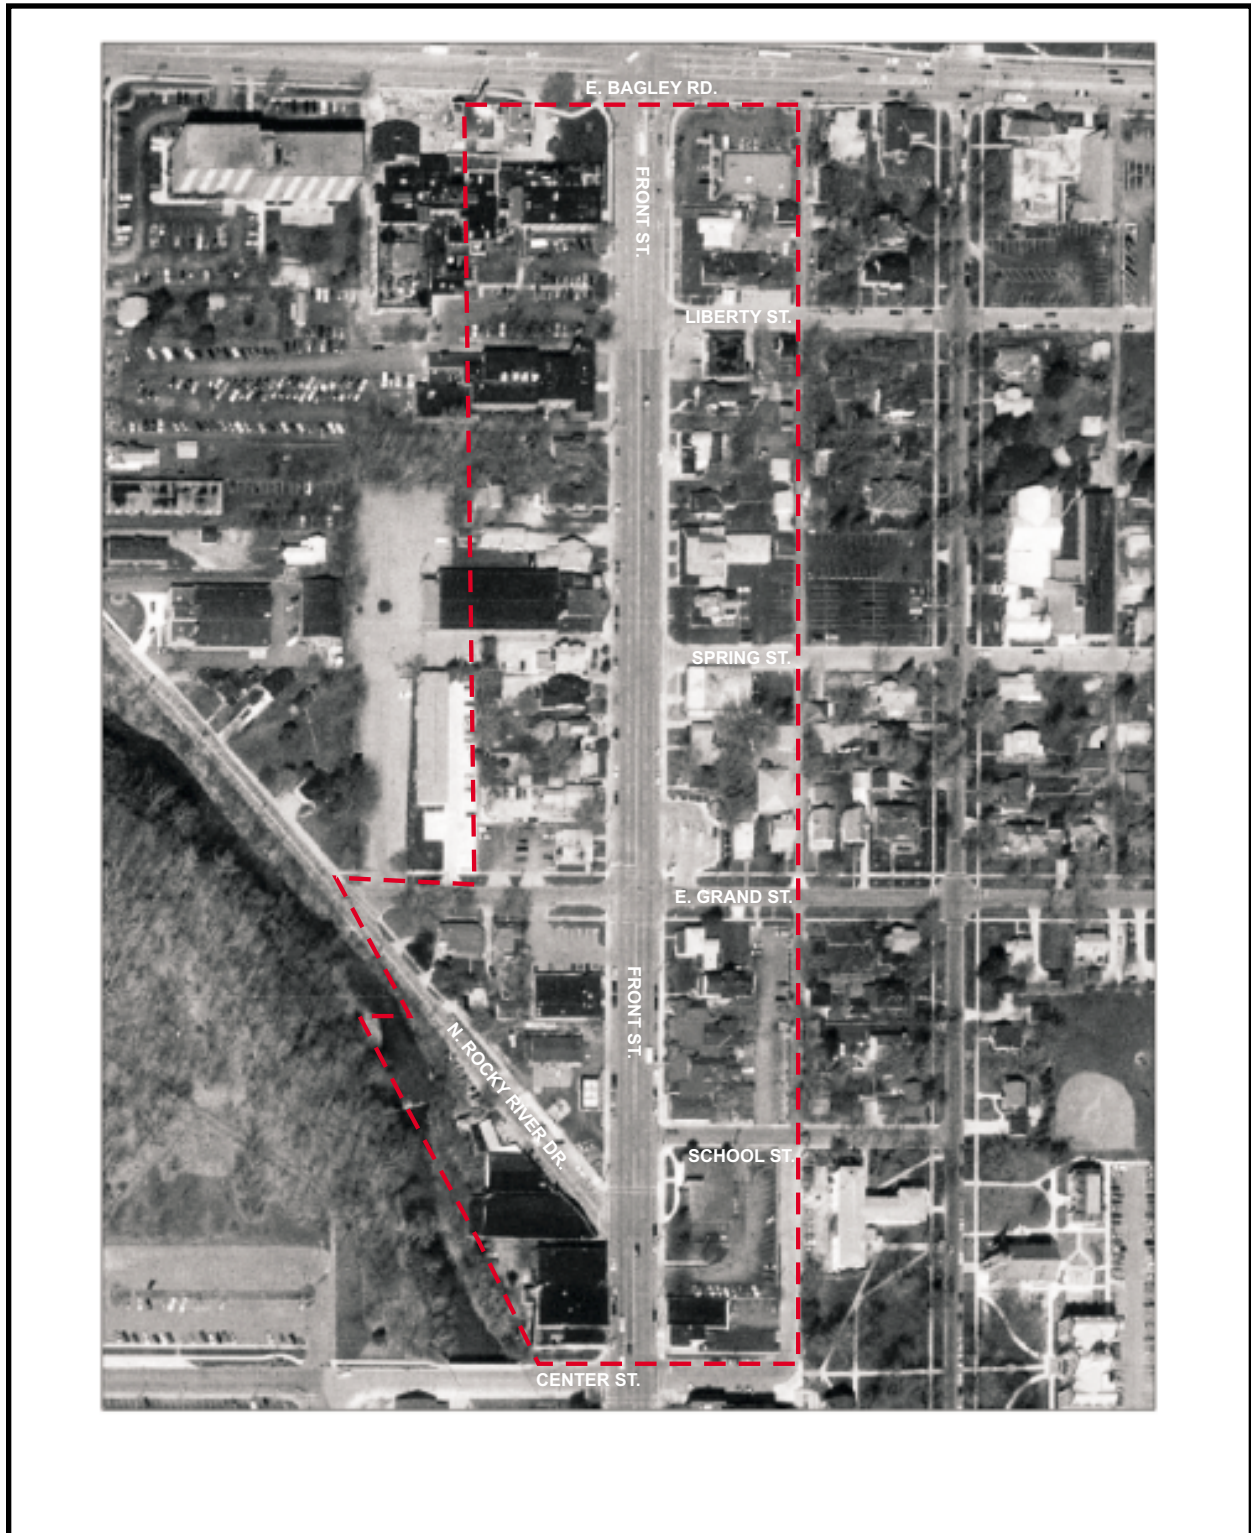 E. BAGLEY RD.
FRONT ST.
LIBERTY ST.
SPRING ST.
E. GRAND ST.
FRONT ST.
N. ROCKY RIVER DR.
SCHOOL ST.
CENTER ST.